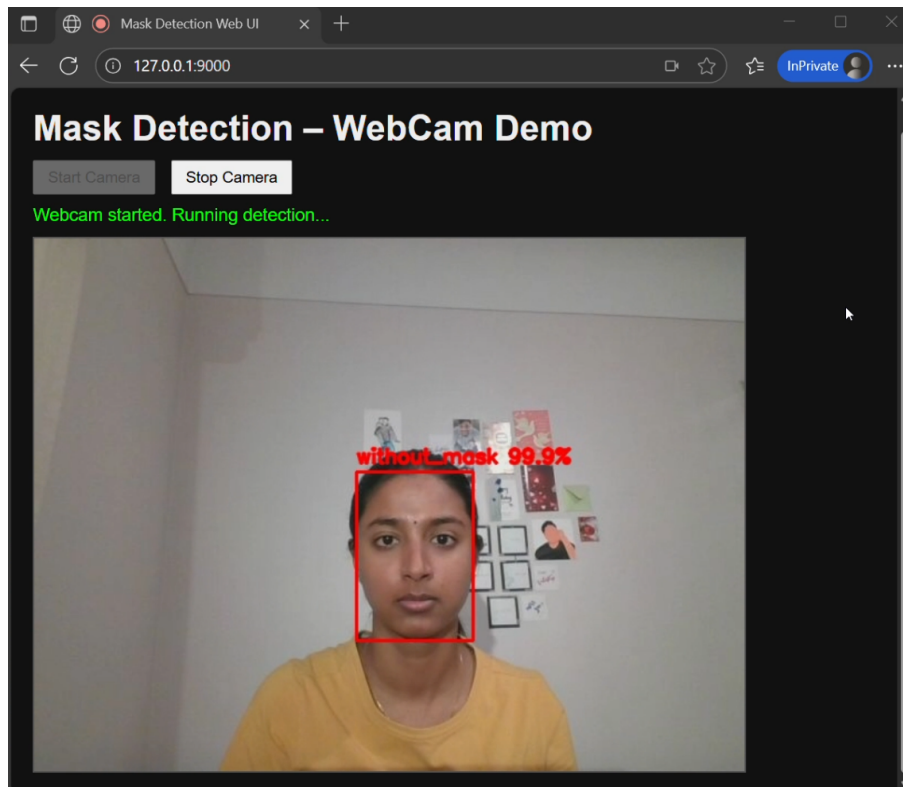 Mask Detection Web UI
127.0.0.1:9000
InPrivate
Mask Detection – WebCam Demo
Start Camera
Stop Camera
Webcam started. Running detection...
without_mask 99.9%